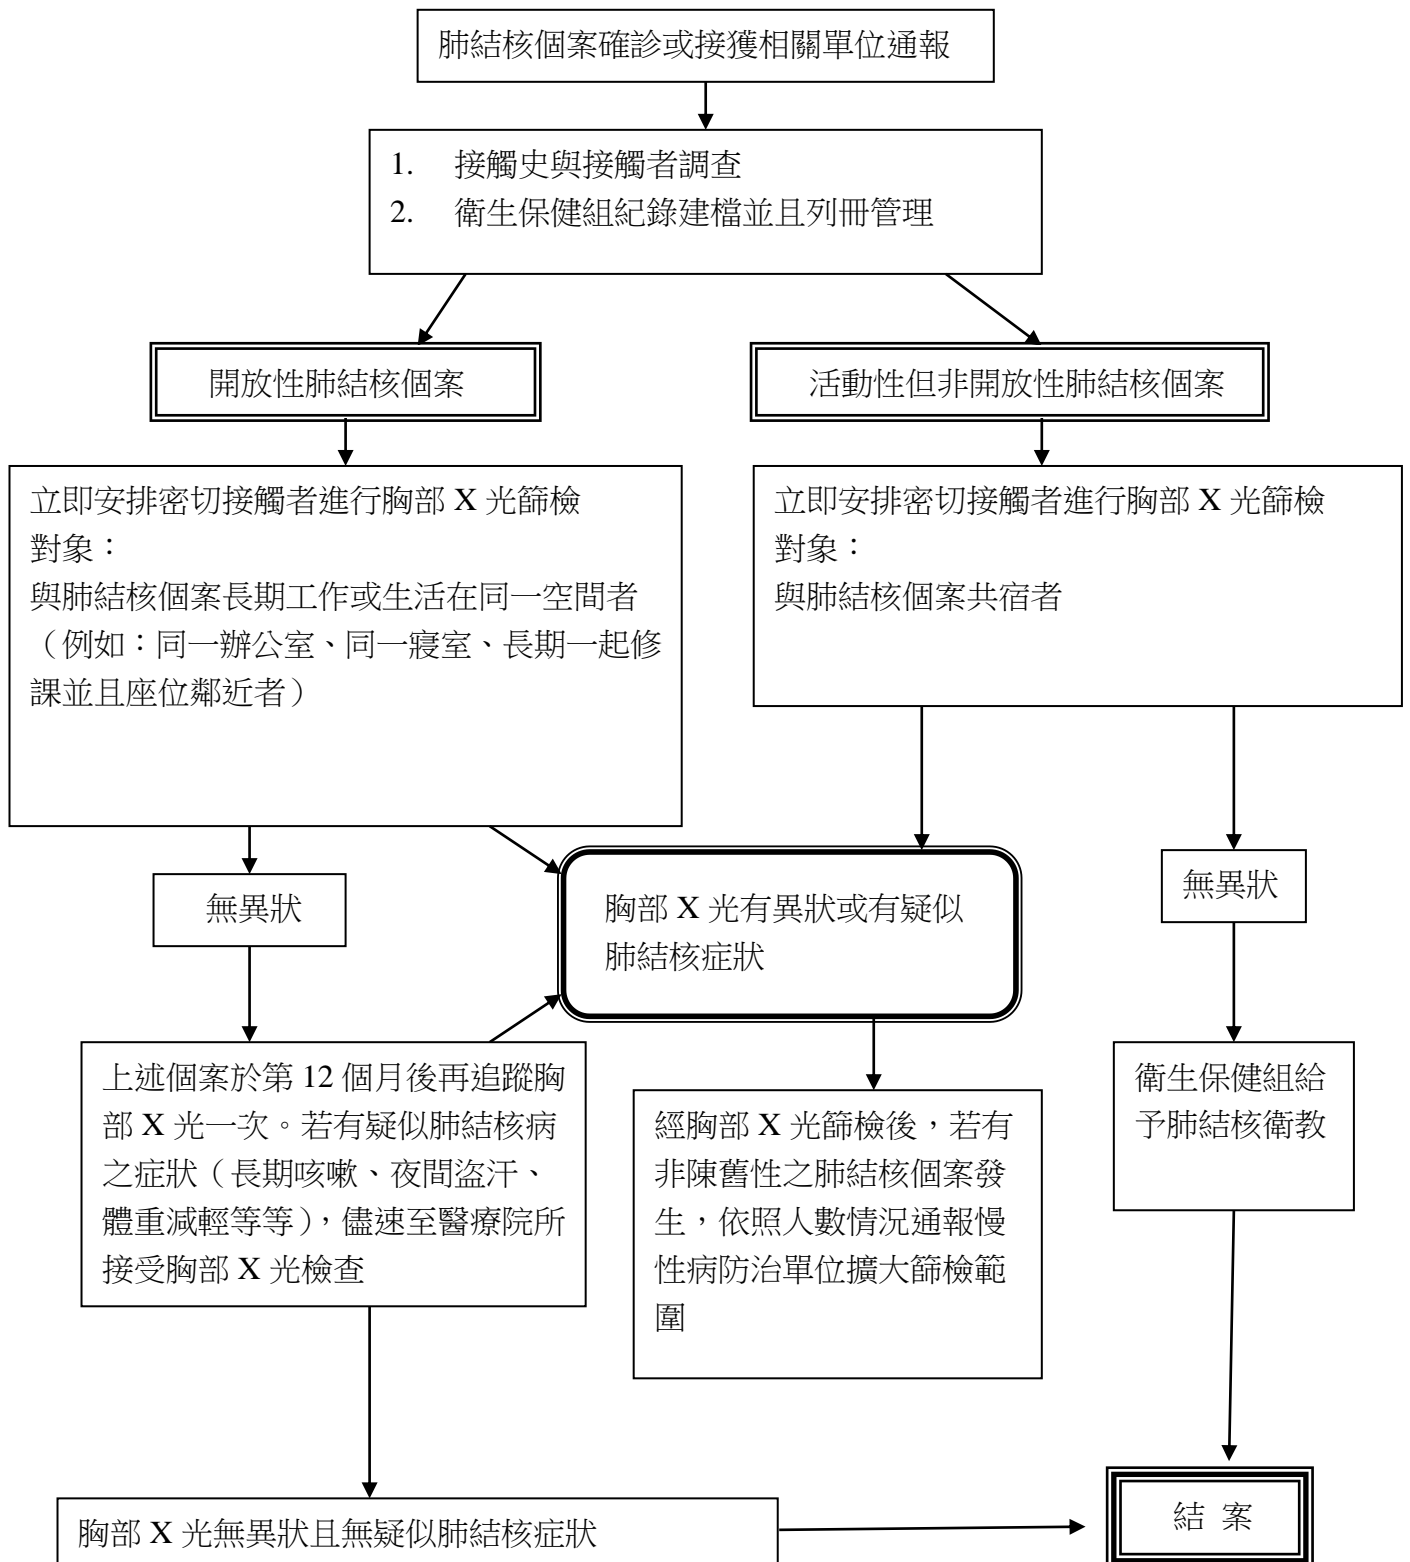 肺結核個案確診或接獲相關單位通報
1. 接觸史與接觸者調查
2. 衛生保健組紀錄建檔並且列冊管理
開放性肺結核個案
活動性但非開放性肺結核個案
立即安排密切接觸者進行胸部 X 光篩檢
對象：
與肺結核個案長期工作或生活在同一空間者
（例如：同一辦公室、同一寢室、長期一起修
課並且座位鄰近者）
立即安排密切接觸者進行胸部 X 光篩檢
對象：
與肺結核個案共宿者
無異狀
胸部 X 光有異狀或有疑似
肺結核症狀
無異狀
上述個案於第 12 個月後再追蹤胸
部 X 光一次。若有疑似肺結核病
之症狀（長期咳嗽、夜間盜汗、
體重減輕等等），儘速至醫療院所
接受胸部 X 光檢查
經胸部 X 光篩檢後，若有
非陳舊性之肺結核個案發
生，依照人數情況通報慢
性病防治單位擴大篩檢範
圍
衛生保健組給
予肺結核衛教
胸部 X 光無異狀且無疑似肺結核症狀
結 案